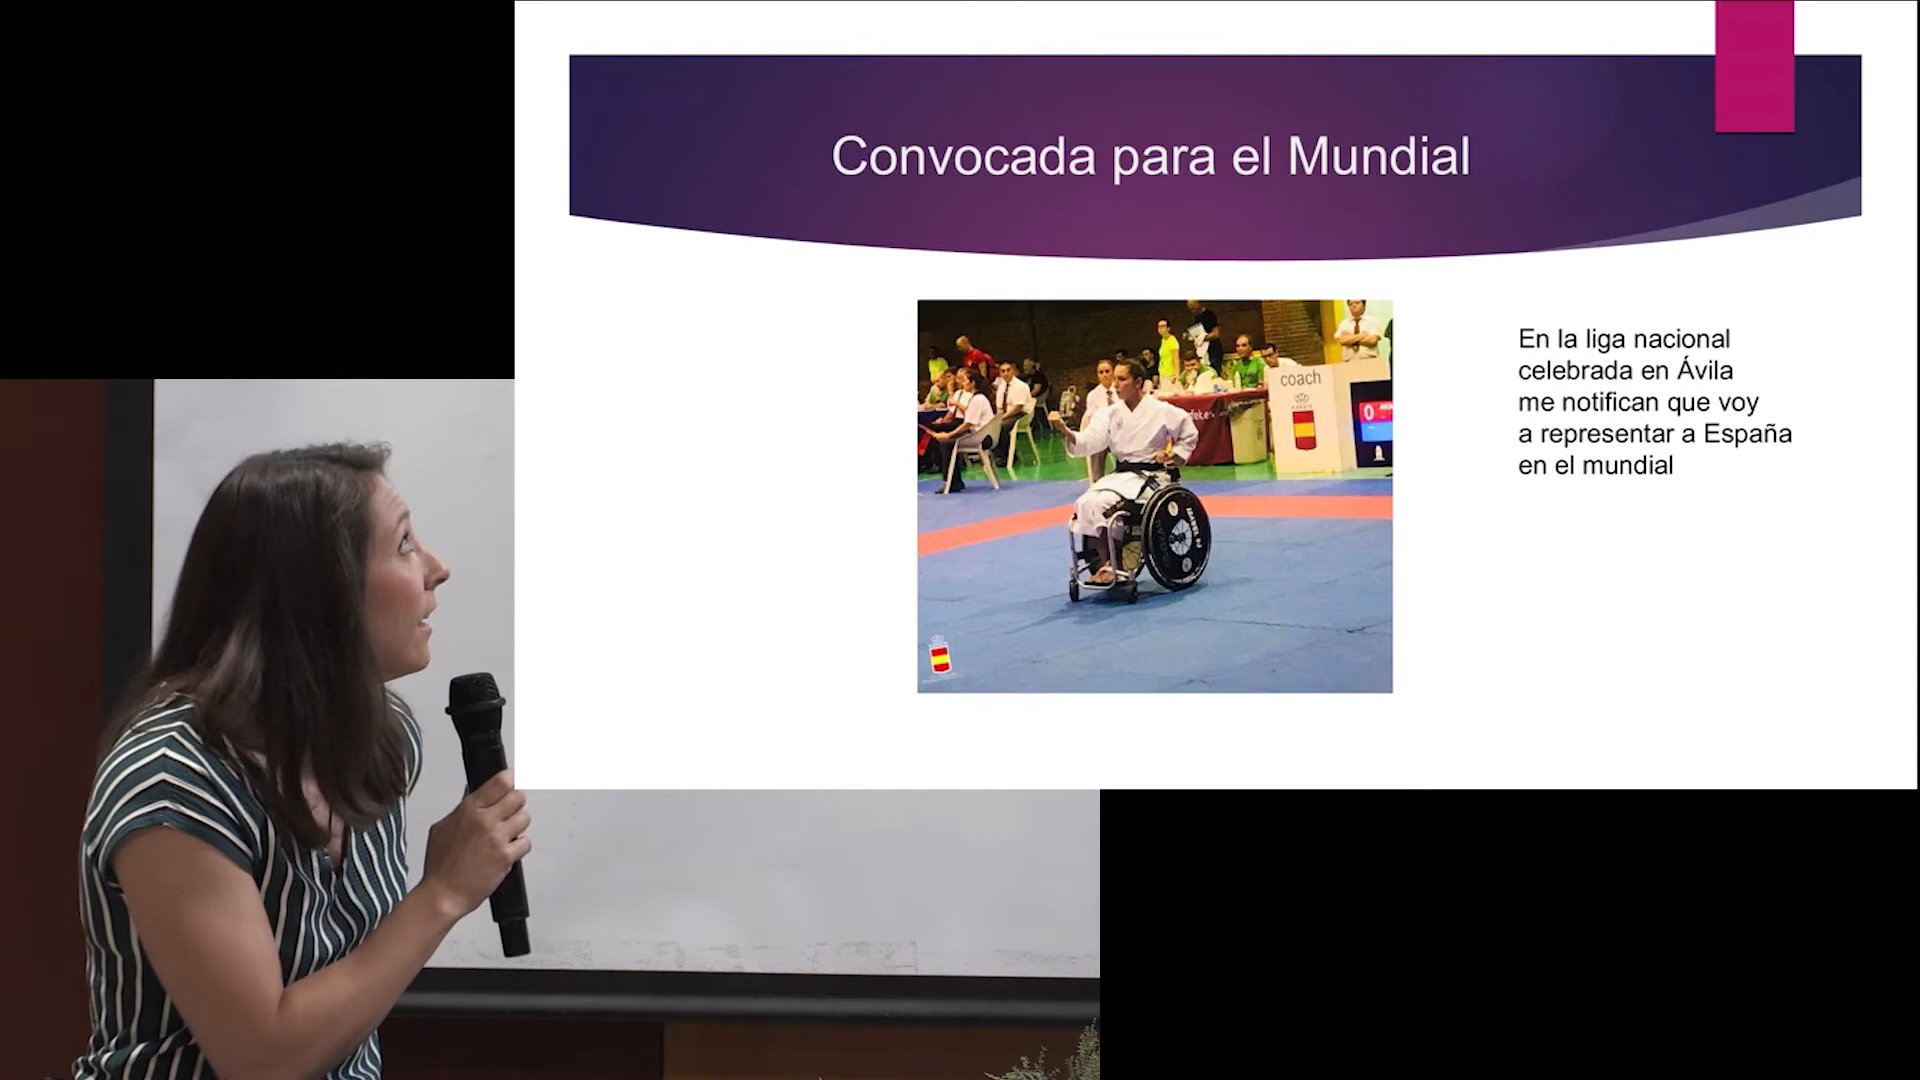 Convocada para el Mundial
En la liga nacional
celebrada en Ávila
me notifican que voy
a representar a España
en el mundial
coach
0